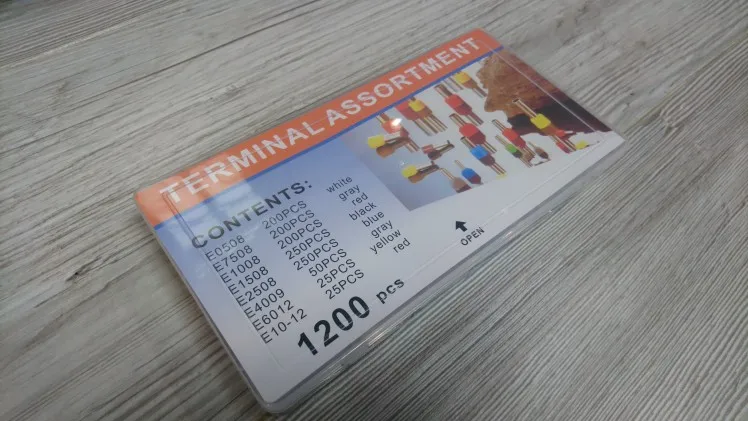 TERMINAL ASSORTMENT
CONTENTS:
E0508 200PCS white
E7508 200PCS gray
E1008 200PCS red
E1508 250PCS black
E2508 250PCS blue
E4009 50PCS gray
E6012 25PCS yellow
E10-12 25PCS red
1200 pcs
OPEN